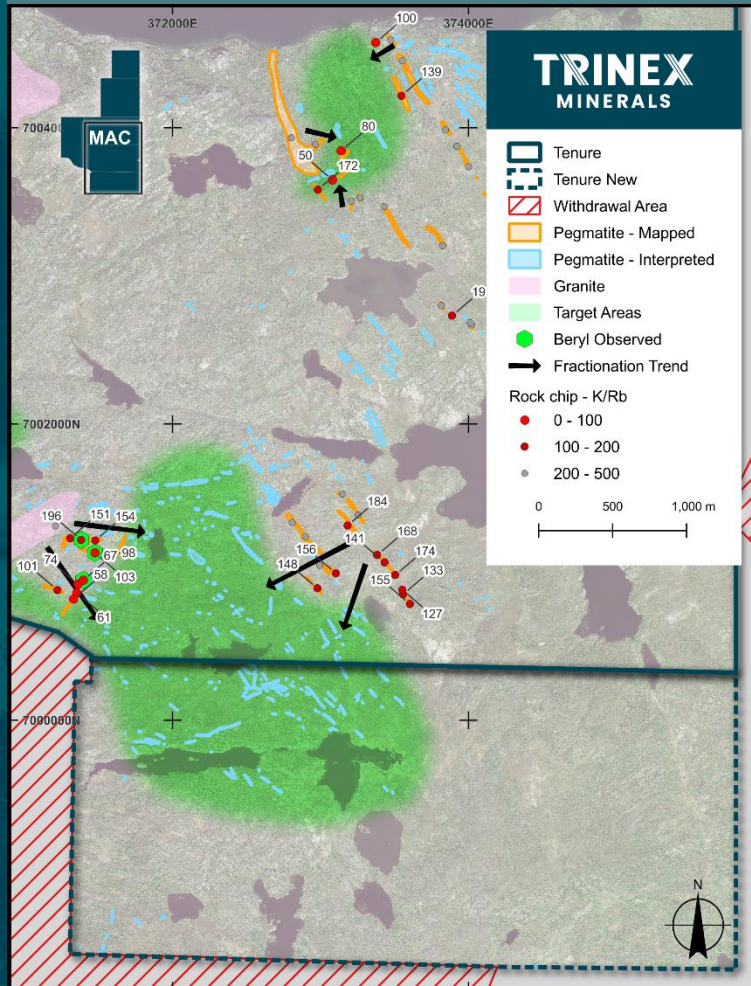 372000E
374000E
100
139
TRINEX
MINERALS
MAC
80
50
172
Tenure
Tenure New
Withdrawal Area
Pegmatite - Mapped
Pegmatite - Interpreted
Granite
Target Areas
Beryl Observed
Fractionation Trend
Rock chip - K/Rb
0 - 100
100 - 200
200 - 500
0
500
1,000 m
19
7002000N
184
196
151
154
156
141
168
74
67
98
148
174
101
58
103
155
133
61
127
7000000N
N